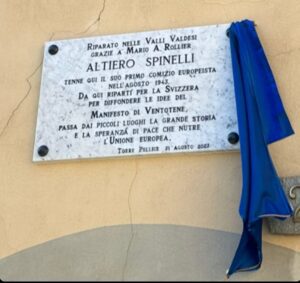 RIPARATO NELLE VALLI VALDESI
GRAZIE A MARIO A. ROLLIER
ALTIERO SPINELLI
TENNE QUI IL SUO PRIMO COMIZIO EUROPEISTA
NELL'AGOSTO 1943.
DA QUI RIPARTÌ PER LA SVIZZERA
PER DIFFONDERE LE IDEE DEL
MANIFESTO DI VENTOTENE.
PASSA DAI PICCOLI LUOGHI LA GRANDE STORIA
E LA SPERANZA DI PACE CHE NUTRE
L'UNIONE EUROPEA.
TORRE PELLICE 21 AGOSTO 2023